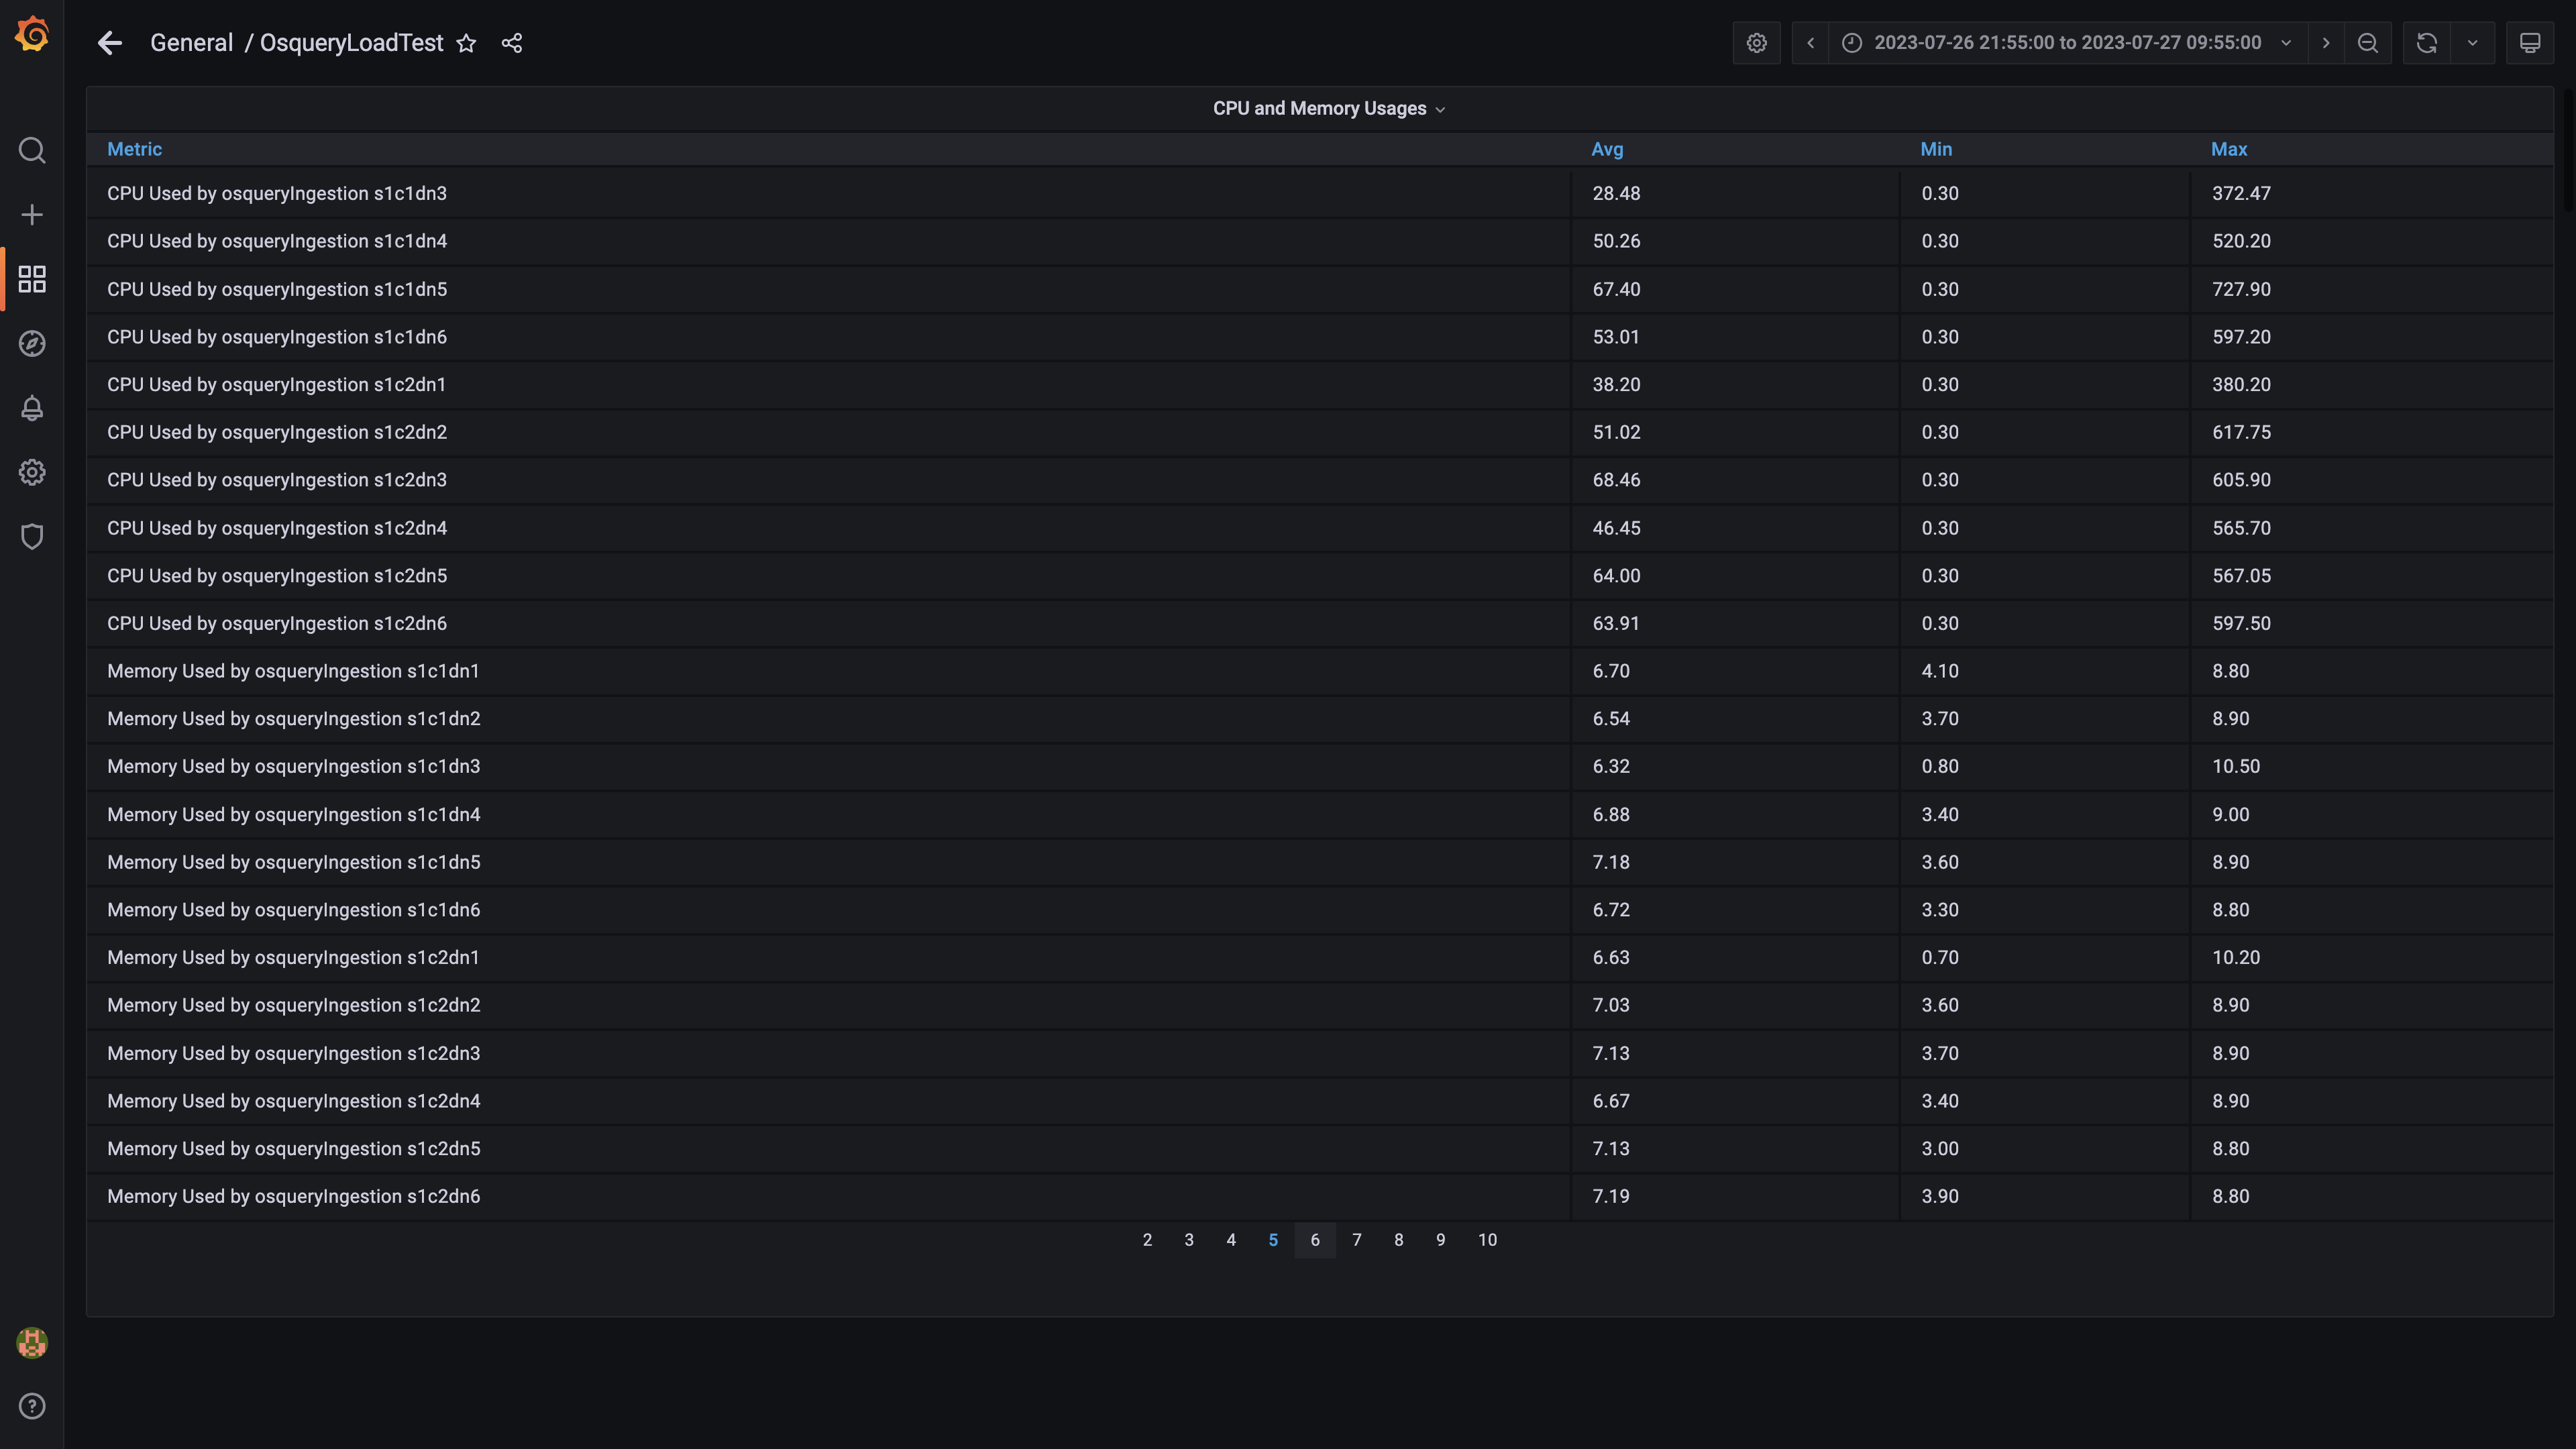 General / OsqueryLoadTest
2023-07-26 21:55:00 to 2023-07-27 09:55:00
CPU and Memory Usages
Metric Avg Min Max
CPU Used by osqueryIngestion s1c1dn3 28.48 0.30 372.47
CPU Used by osqueryIngestion s1c1dn4 50.26 0.30 520.20
CPU Used by osqueryIngestion s1c1dn5 67.40 0.30 727.90
CPU Used by osqueryIngestion s1c1dn6 53.01 0.30 597.20
CPU Used by osqueryIngestion s1c2dn1 38.20 0.30 380.20
CPU Used by osqueryIngestion s1c2dn2 51.02 0.30 617.75
CPU Used by osqueryIngestion s1c2dn3 68.46 0.30 605.90
CPU Used by osqueryIngestion s1c2dn4 46.45 0.30 565.70
CPU Used by osqueryIngestion s1c2dn5 64.00 0.30 567.05
CPU Used by osqueryIngestion s1c2dn6 63.91 0.30 597.50
Memory Used by osqueryIngestion s1c1dn1 6.70 4.10 8.80
Memory Used by osqueryIngestion s1c1dn2 6.54 3.70 8.90
Memory Used by osqueryIngestion s1c1dn3 6.32 0.80 10.50
Memory Used by osqueryIngestion s1c1dn4 6.88 3.40 9.00
Memory Used by osqueryIngestion s1c1dn5 7.18 3.60 8.90
Memory Used by osqueryIngestion s1c1dn6 6.72 3.30 8.80
Memory Used by osqueryIngestion s1c2dn1 6.63 0.70 10.20
Memory Used by osqueryIngestion s1c2dn2 7.03 3.60 8.90
Memory Used by osqueryIngestion s1c2dn3 7.13 3.70 8.90
Memory Used by osqueryIngestion s1c2dn4 6.67 3.40 8.90
Memory Used by osqueryIngestion s1c2dn5 7.13 3.00 8.80
Memory Used by osqueryIngestion s1c2dn6 7.19 3.90 8.80
2 3 4 5 6 7 8 9 10